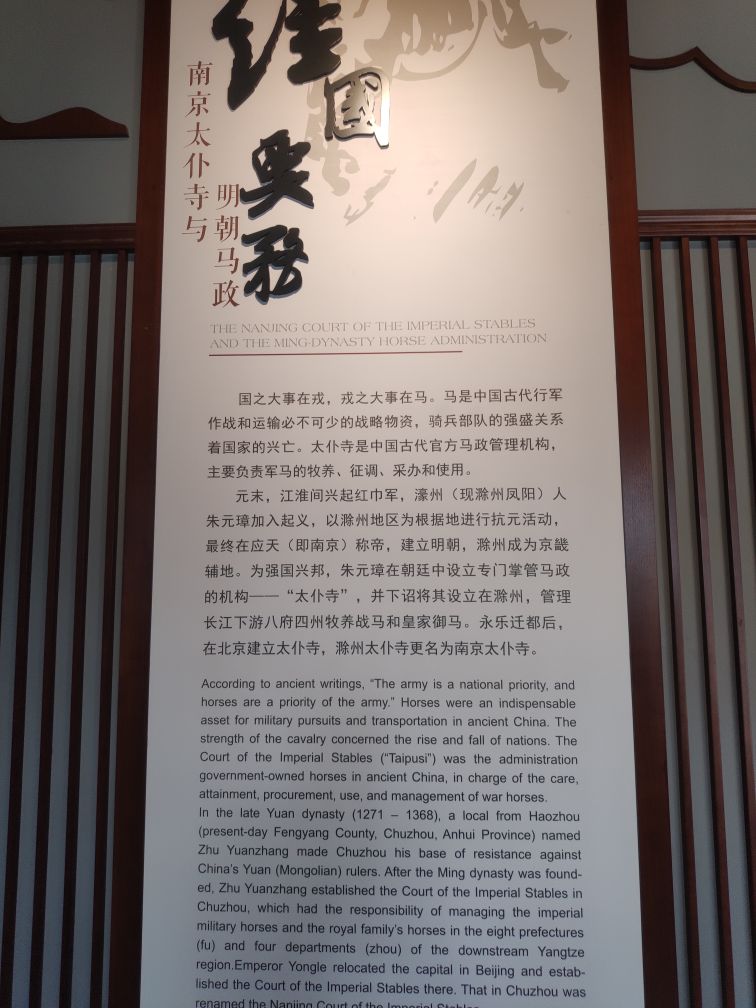 经国
要务
南京太仆寺与
明朝马政
THE NANJING COURT OF THE IMPERIAL STABLES
AND THE MING-DYNASTY HORSE ADMINISTRATION
国之大事在戎，戎之大事在马。马是中国古代行军
作战和运输必不可少的战略物资，骑兵部队的强盛关系
着国家的兴亡。太仆寺是中国古代官方马政管理机构，
主要负责军马的牧养、征调、采办和使用。
元末，江淮间兴起红巾军，濠州（现滁州凤阳）人
朱元璋加入起义，以滁州地区为根据地进行抗元活动，
最终在应天（即南京）称帝，建立明朝，滁州成为京畿
辅地。为强国兴邦，朱元璋在朝廷中设立专门掌管马政
的机构——“太仆寺”，并下诏将其设立在滁州，管理
长江下游八府四州牧养战马和皇家御马。永乐迁都后，
在北京建立太仆寺，滁州太仆寺更名为南京太仆寺。
According to ancient writings, “The army is a national priority, and
horses are a priority of the army.” Horses were an indispensable
asset for military pursuits and transportation in ancient China. The
strength of the cavalry concerned the rise and fall of nations. The
Court of the Imperial Stables (“Taipusi”) was the administration
government-owned horses in ancient China, in charge of the care,
attainment, procurement, use, and management of war horses.
In the late Yuan dynasty (1271 – 1368), a local from Haozhou
(present-day Fengyang County, Chuzhou, Anhui Province) named
Zhu Yuanzhang made Chuzhou his base of resistance against
China’s Yuan (Mongolian) rulers. After the Ming dynasty was found-
ed, Zhu Yuanzhang established the Court of the Imperial Stables in
Chuzhou, which had the responsibility of managing the imperial
military horses and the royal family’s horses in the eight prefectures
(fu) and four departments (zhou) of the downstream Yangtze
region.Emperor Yongle relocated the capital in Beijing and estab-
lished the Court of the Imperial Stables there. That in Chuzhou was
renamed the Nanjing Court of the Imperial Stables